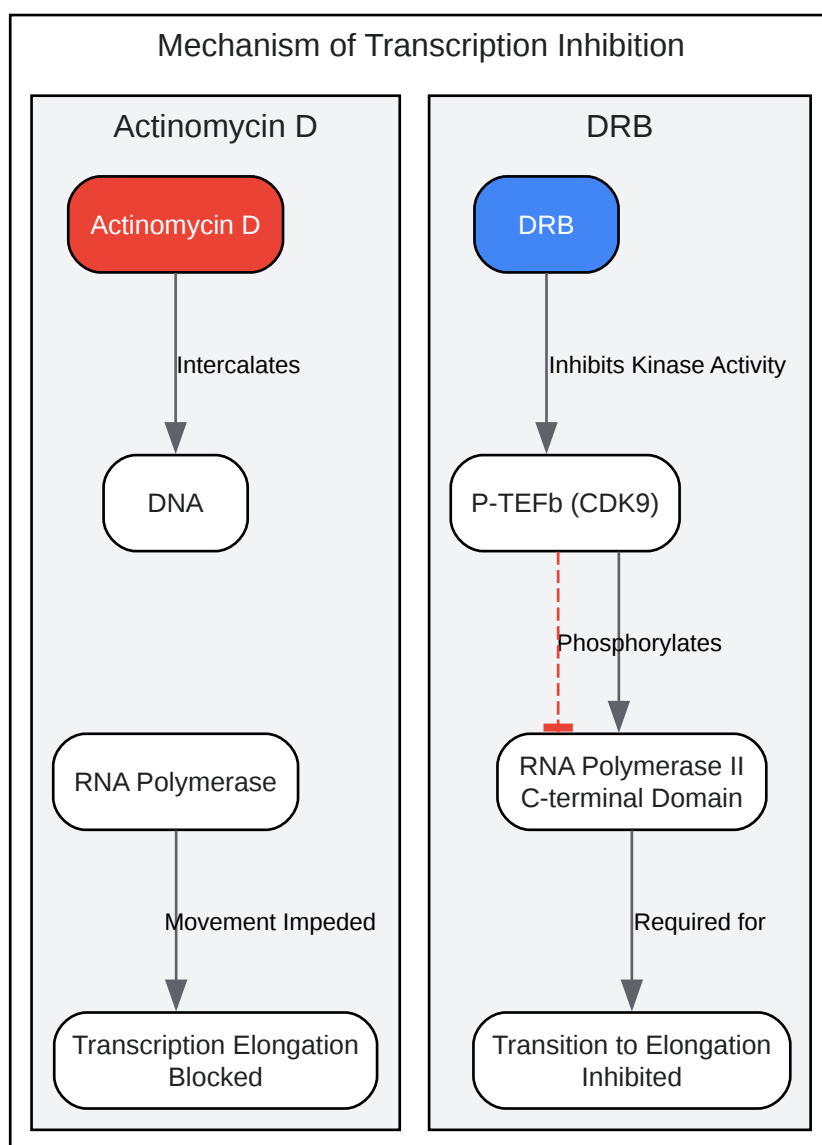 Mechanism of Transcription Inhibition
Actinomycin D
Actinomycin D
Intercalates
DNA
RNA Polymerase
Movement Impeded
Transcription Elongation
Blocked
DRB
DRB
Inhibits Kinase Activity
P-TEFb (CDK9)
Phosphorylates
RNA Polymerase II
C-terminal Domain
Required for
Transition to Elongation
Inhibited